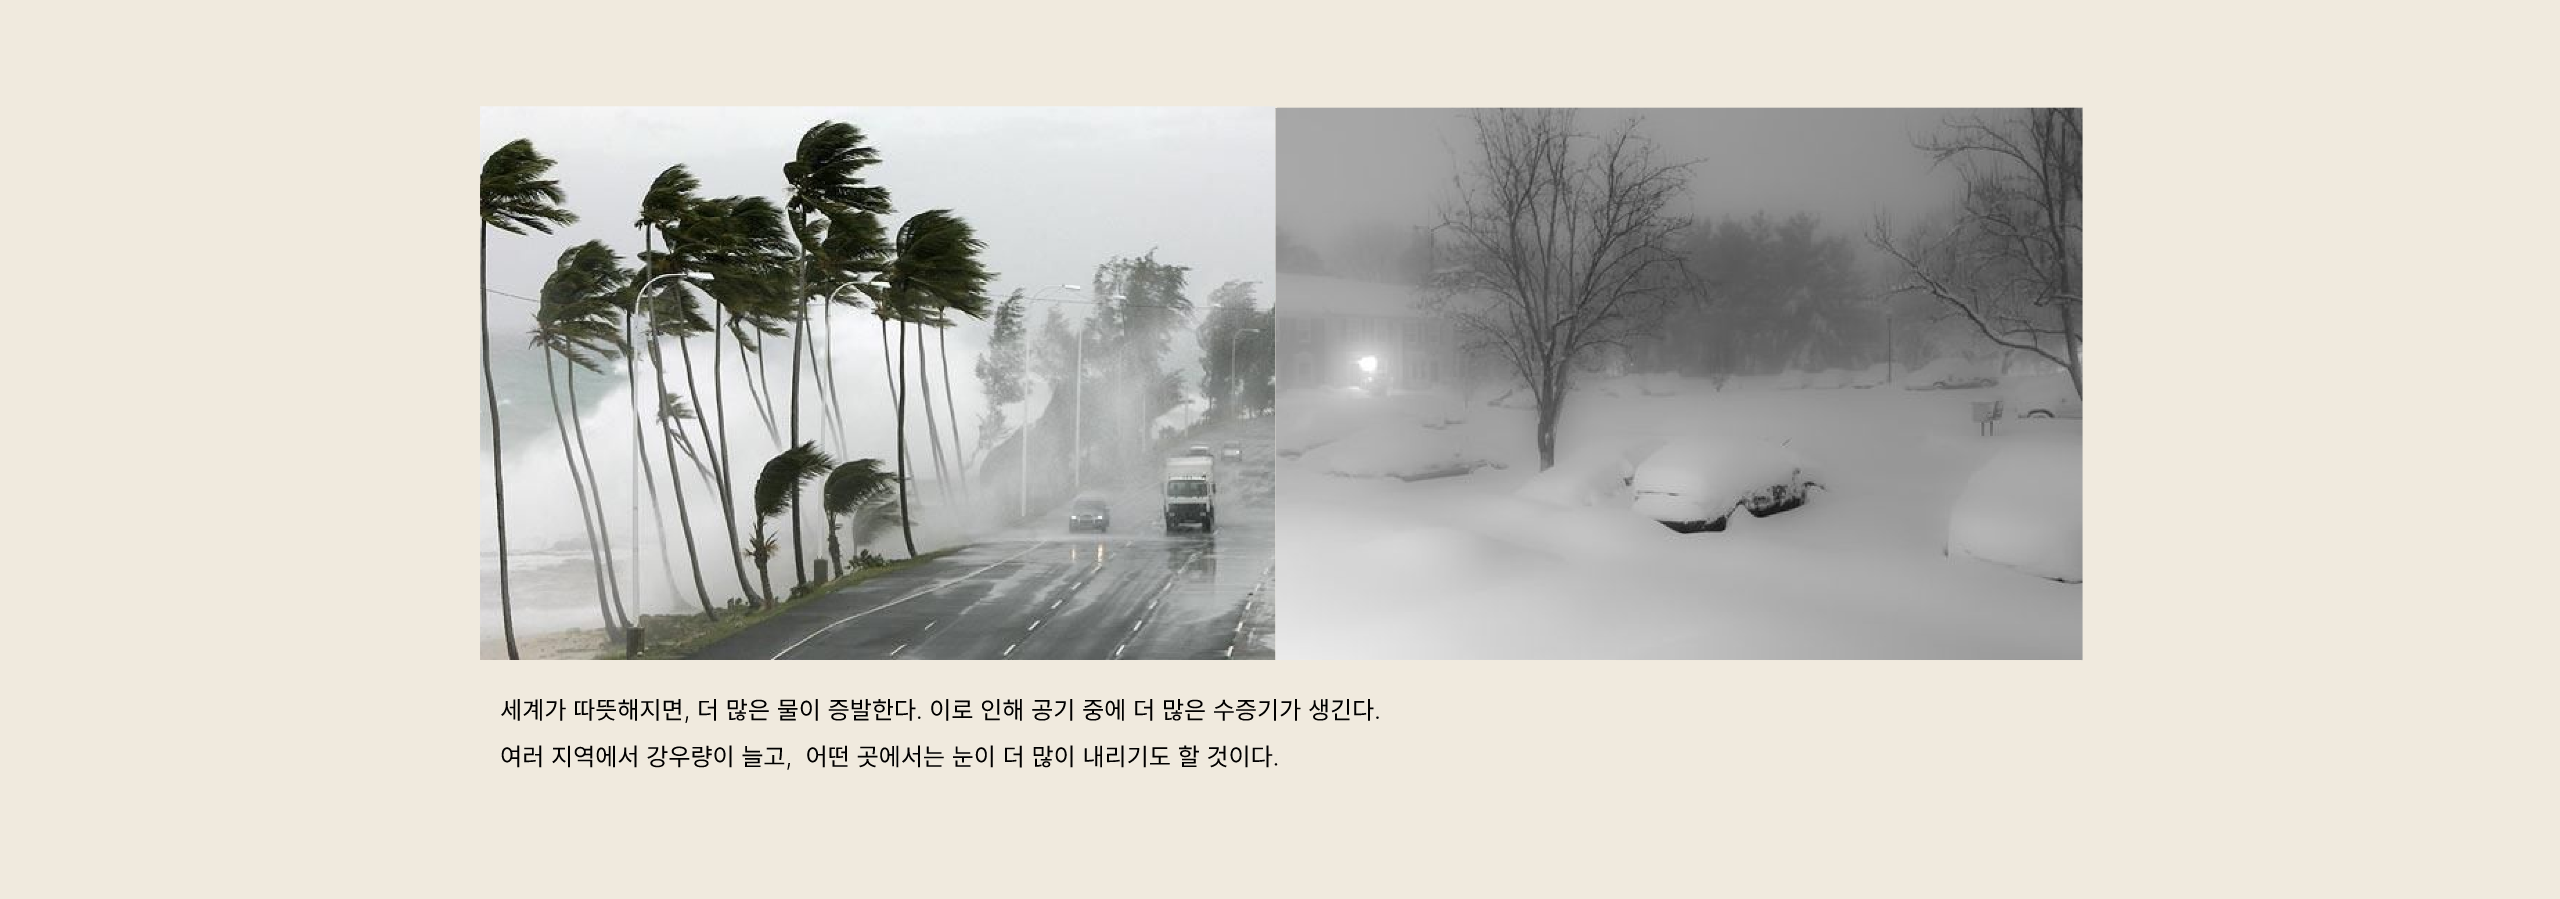 세계가 따뜻해지면, 더 많은 물이 증발한다. 이로 인해 공기 중에 더 많은 수증기가 생긴다.
여러 지역에서 강우량이 늘고, 어떤 곳에서는 눈이 더 많이 내리기도 할 것이다.